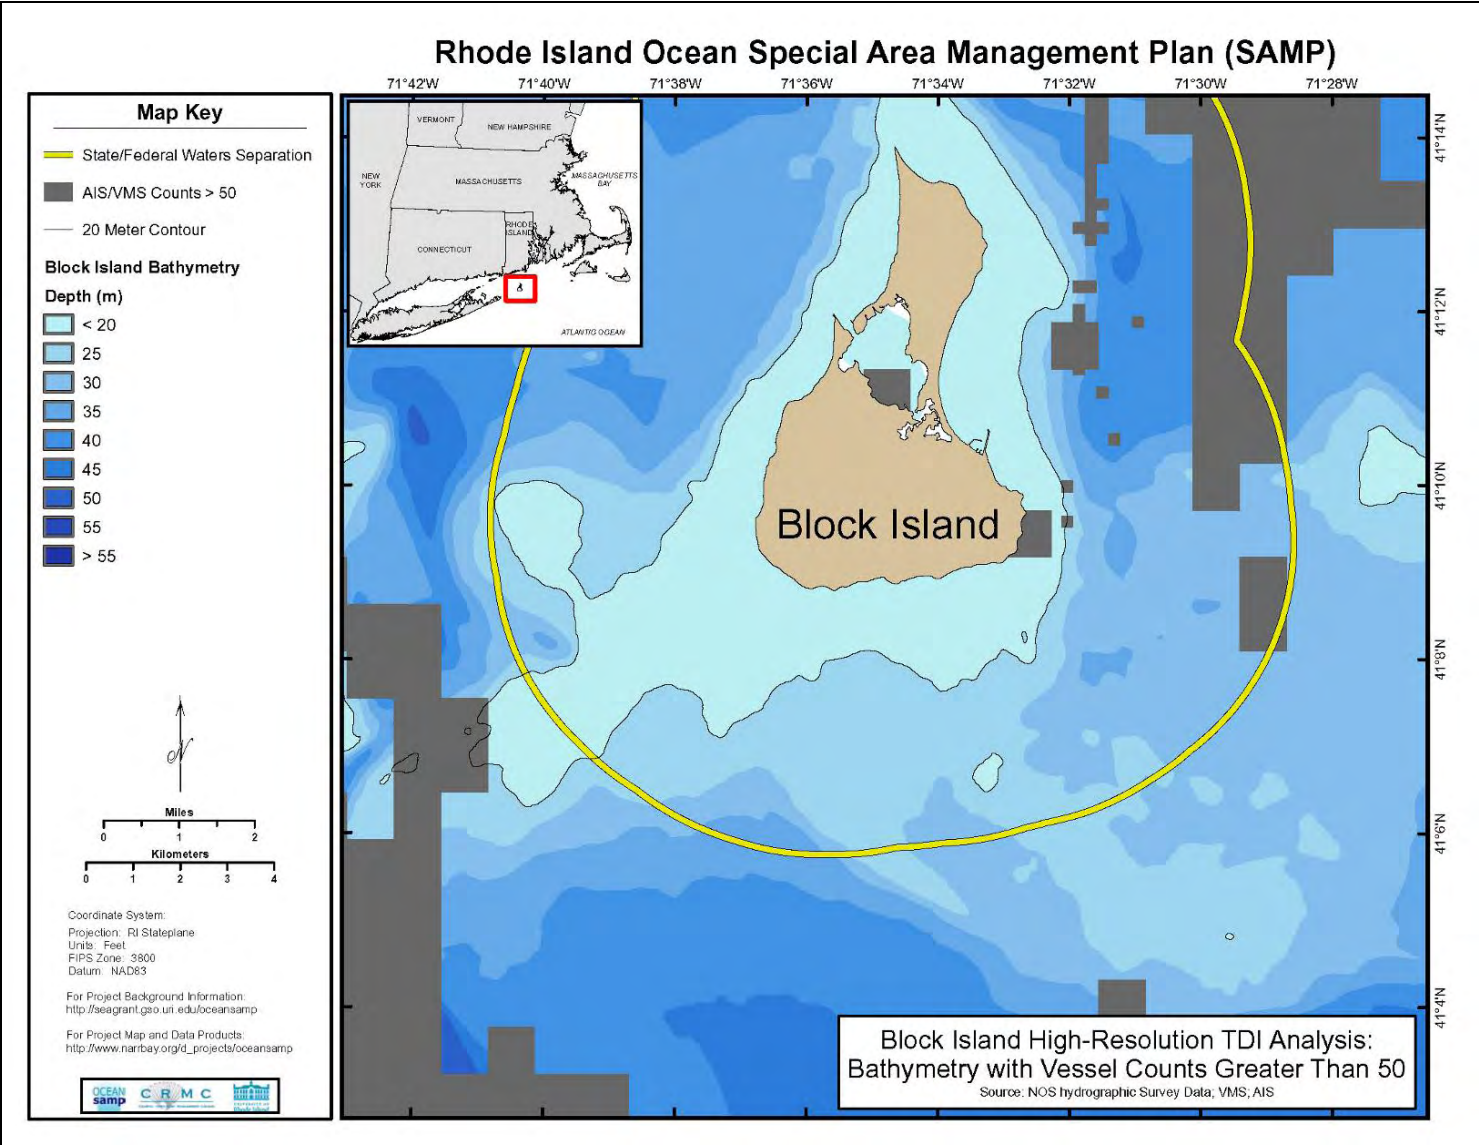 Rhode Island Ocean Special Area Management Plan (SAMP)
71°42'W 71°40'W 71°38'W 71°36'W 71°34'W 71°32'W 71°30'W 71°28'W
Map Key
State/Federal Waters Separation
AIS/VMS Counts > 50
20 Meter Contour
Block Island Bathymetry
Depth (m)
< 20
25
30
35
40
45
50
55
> 55
N
Miles
0 1 2
Kilometers
0 1 2 3 4
Coordinate System:
Projection: RI Stateplane
Units: Feet
FIPS Zone: 3800
Datum: NAD83
For Project Background Information:
http://seagrant.gso.uri.edu/oceansamp
For Project Map and Data Products:
http://www.narrbay.org/d_projects/oceansamp
OCEAN
samp
C R M C
VERMONT
NEW HAMPSHIRE
NEW
YORK
MASSACHUSETTS
MASSACHUSETTS
BAY
CONNECTICUT
RHODE
ISLAND
ATLANTIC OCEAN
Block Island
41°14'N
41°12'N
41°10'N
41°8'N
41°6'N
41°4'N
Block Island High-Resolution TDI Analysis:
Bathymetry with Vessel Counts Greater Than 50
Source: NOS hydrographic Survey Data; VMS; AIS